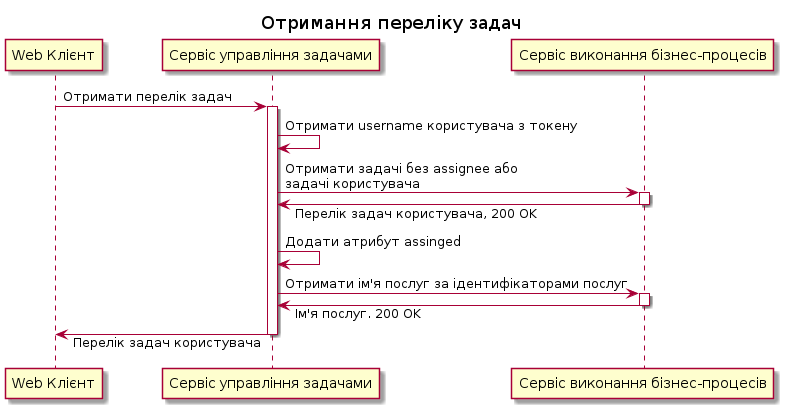 Отримання переліку задач
Web Клієнт
Сервіс управління задачами
Сервіс виконання бізнес-процесів
Отримати перелік задач
Отримати username користувача з токену
Отримати задачі без assignee або
задачі користувача
Перелік задач користувача, 200 OK
Додати атрибут assinged
Отримати ім'я послуг за ідентифікаторами послуг
Ім'я послуг. 200 OK
Перелік задач користувача
Web Клієнт
Сервіс управління задачами
Сервіс виконання бізнес-процесів